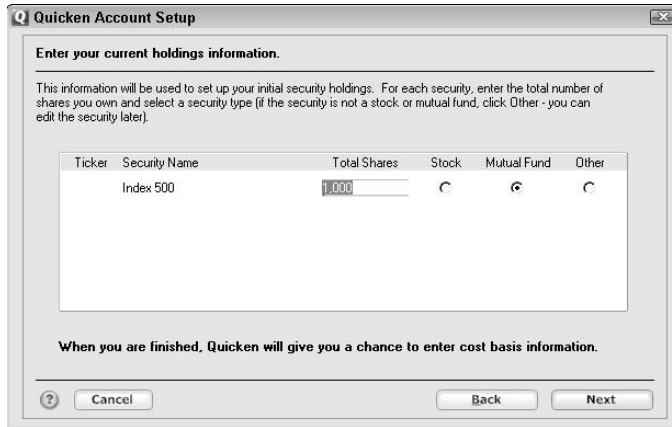 Quicken Account Setup
Enter your current holdings information.
This information will be used to set up your initial security holdings. For each security, enter the total number of
shares you own and select a security type (if the security is not a stock or mutual fund, click Other - you can
edit the security later).
Ticker Security Name Total Shares Stock Mutual Fund Other
Index 500 1,000
When you are finished, Quicken will give you a chance to enter cost basis information.
? Cancel Back Next